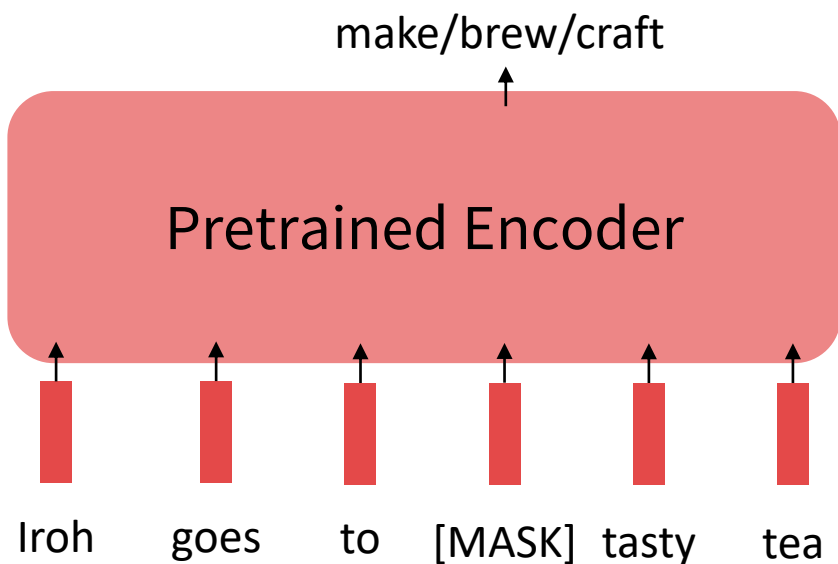 make/brew/craft
Pretrained Encoder
Iroh goes to [MASK] tasty tea